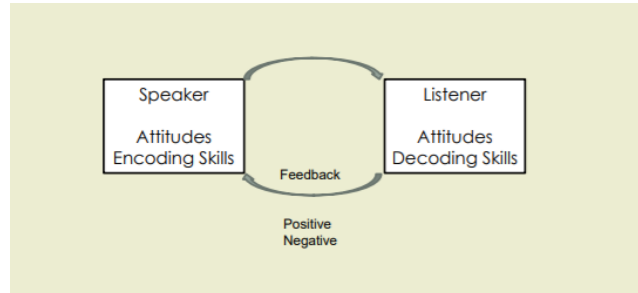 Speaker
Attitudes
Encoding Skills
Listener
Attitudes
Decoding Skills
Feedback
Positive
Negative